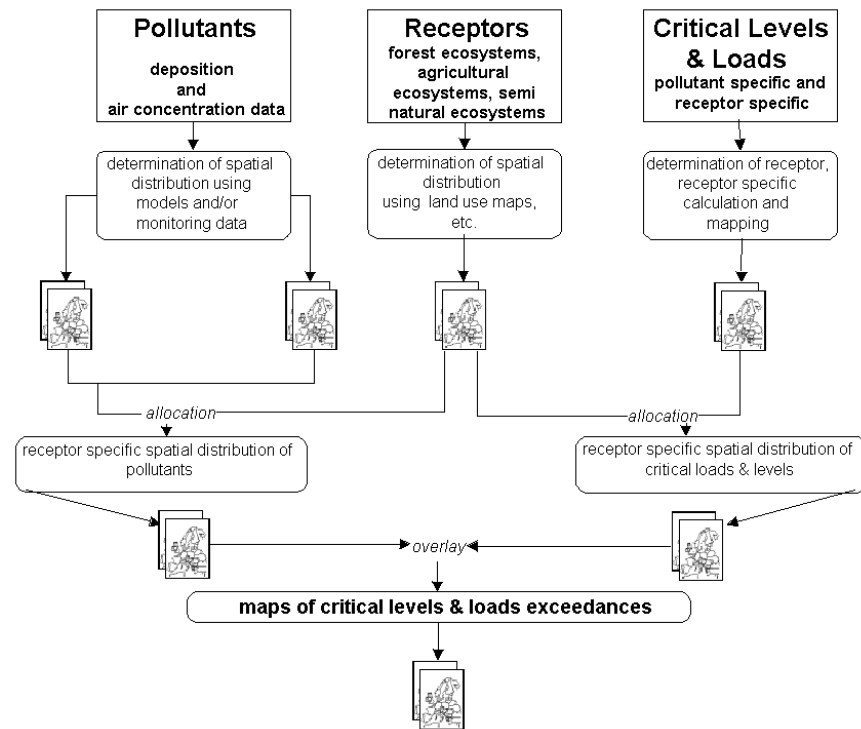 Pollutants
deposition
and
air concentration data
Receptors
forest ecosystems,
agricultural
ecosystems, semi
natural ecosystems
Critical Levels
& Loads
pollutant specific and
receptor specific
determination of spatial
distribution using
models and/or
monitoring data
determination of spatial
distribution
using land use maps,
etc.
determination of receptor,
receptor specific
calculation and
mapping
allocation
allocation
receptor specific spatial distribution of
pollutants
receptor specific spatial distribution of
critical loads & levels
overlay
maps of critical levels & loads exceedances